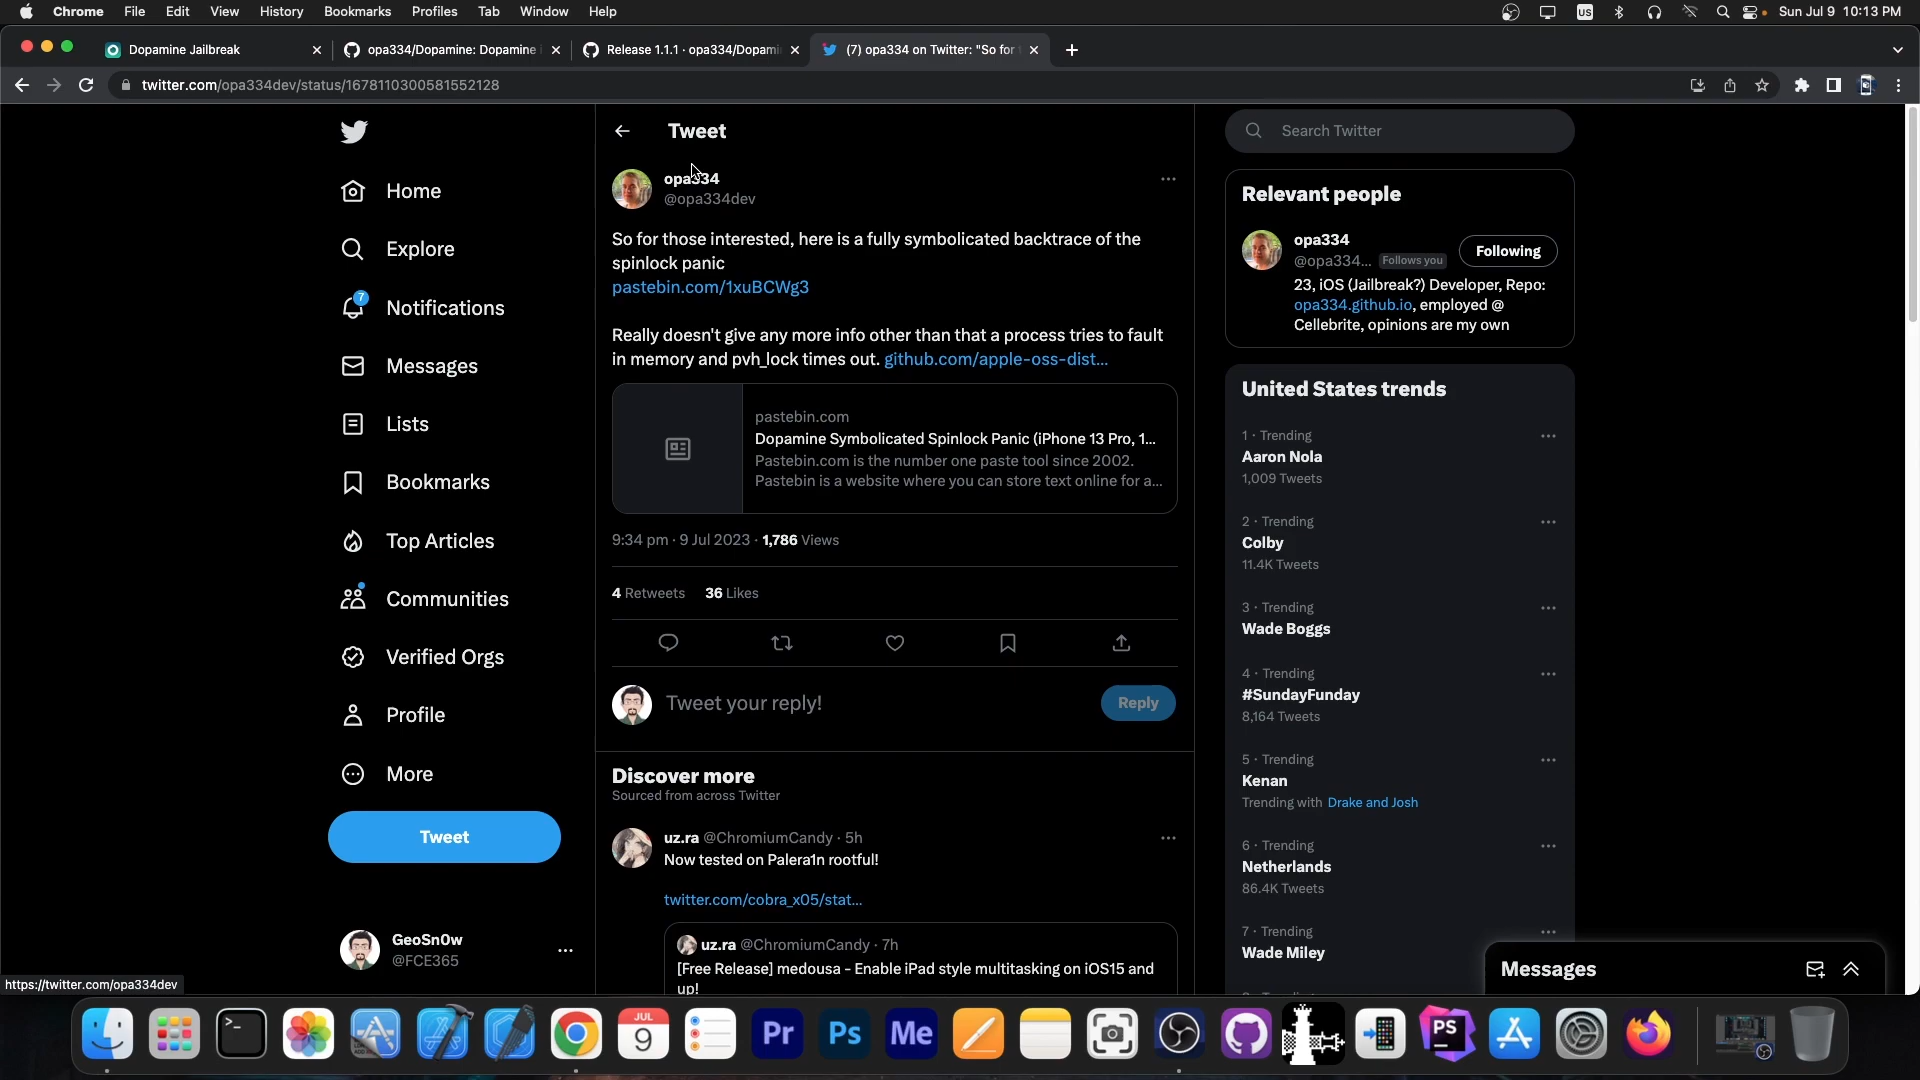 Chrome File Edit View History Bookmarks Profiles Tab Window Help
US Sun Jul 9 10:13 PM
Dopamine Jailbreak
opa334/Dopamine: Dopamine
Release 1.1.1 · opa334/Dopami
(7) opa334 on Twitter: "So for
twitter.com/opa334dev/status/1678110300581552128
Home
Explore
7
Notifications
Messages
Lists
Bookmarks
Top Articles
Communities
Verified Orgs
Profile
More
Tweet
GeoSn0w
@FCE365
https://twitter.com/opa334dev
Tweet
opa334
@opa334dev
So for those interested, here is a fully symbolicated backtrace of the
spinlock panic
pastebin.com/1xuBCWg3
Really doesn't give any more info other than that a process tries to fault
in memory and pvh_lock times out. github.com/apple-oss-dist...
pastebin.com
Dopamine Symbolicated Spinlock Panic (iPhone 13 Pro, 1...
Pastebin.com is the number one paste tool since 2002.
Pastebin is a website where you can store text online for a...
9:34 pm · 9 Jul 2023 · 1,786 Views
4 Retweets 36 Likes
Tweet your reply!
Reply
Discover more
Sourced from across Twitter
uz.ra @ChromiumCandy · 5h
Now tested on Palera1n rootful!
twitter.com/cobra_x05/stat...
uz.ra @ChromiumCandy · 7h
[Free Release] medousa - Enable iPad style multitasking on iOS15 and
up!
Search Twitter
Relevant people
opa334
@opa334... Follows you
Following
23, iOS (Jailbreak?) Developer, Repo:
opa334.github.io, employed @
Cellebrite, opinions are my own
United States trends
1 · Trending
Aaron Nola
1,009 Tweets
2 · Trending
Colby
11.4K Tweets
3 · Trending
Wade Boggs
4 · Trending
#SundayFunday
8,164 Tweets
5 · Trending
Kenan
Trending with Drake and Josh
6 · Trending
Netherlands
86.4K Tweets
7 · Trending
Wade Miley
Messages
JUL
9
Pr
Ps
Me
PS